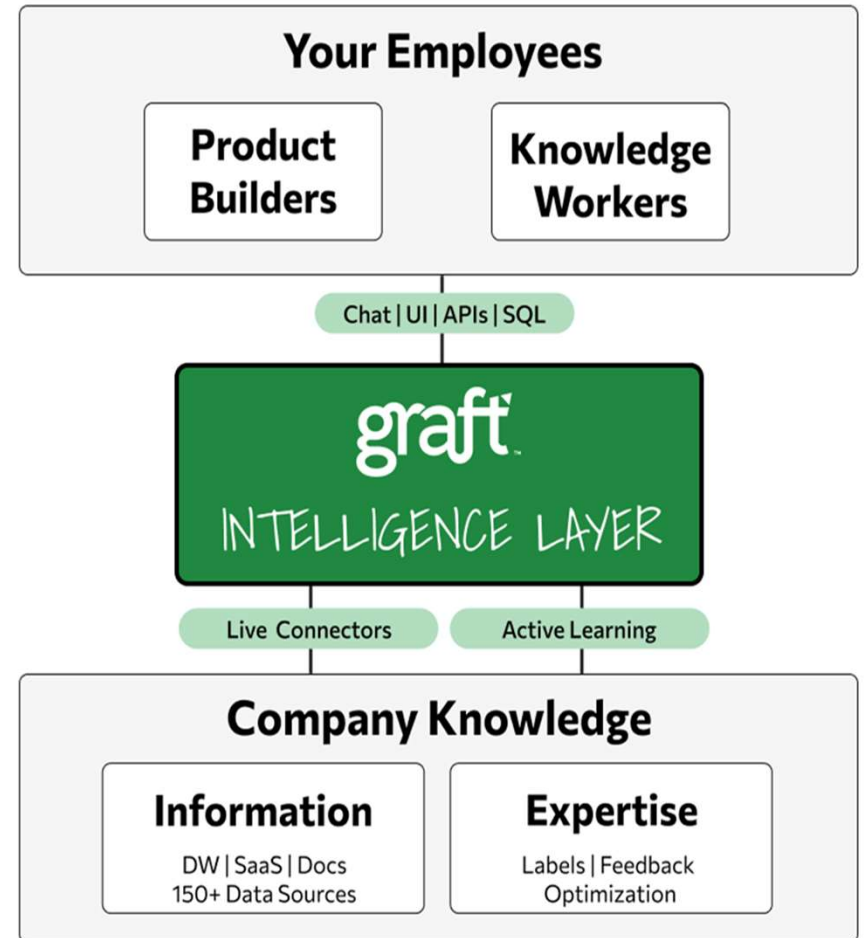 Your Employees
Product
Builders
Knowledge
Workers
Chat | UI | APIs | SQL
graft™
INTELLIGENCE LAYER
Live Connectors
Active Learning
Company Knowledge
Information
DW | SaaS | Docs
150+ Data Sources
Expertise
Labels | Feedback
Optimization